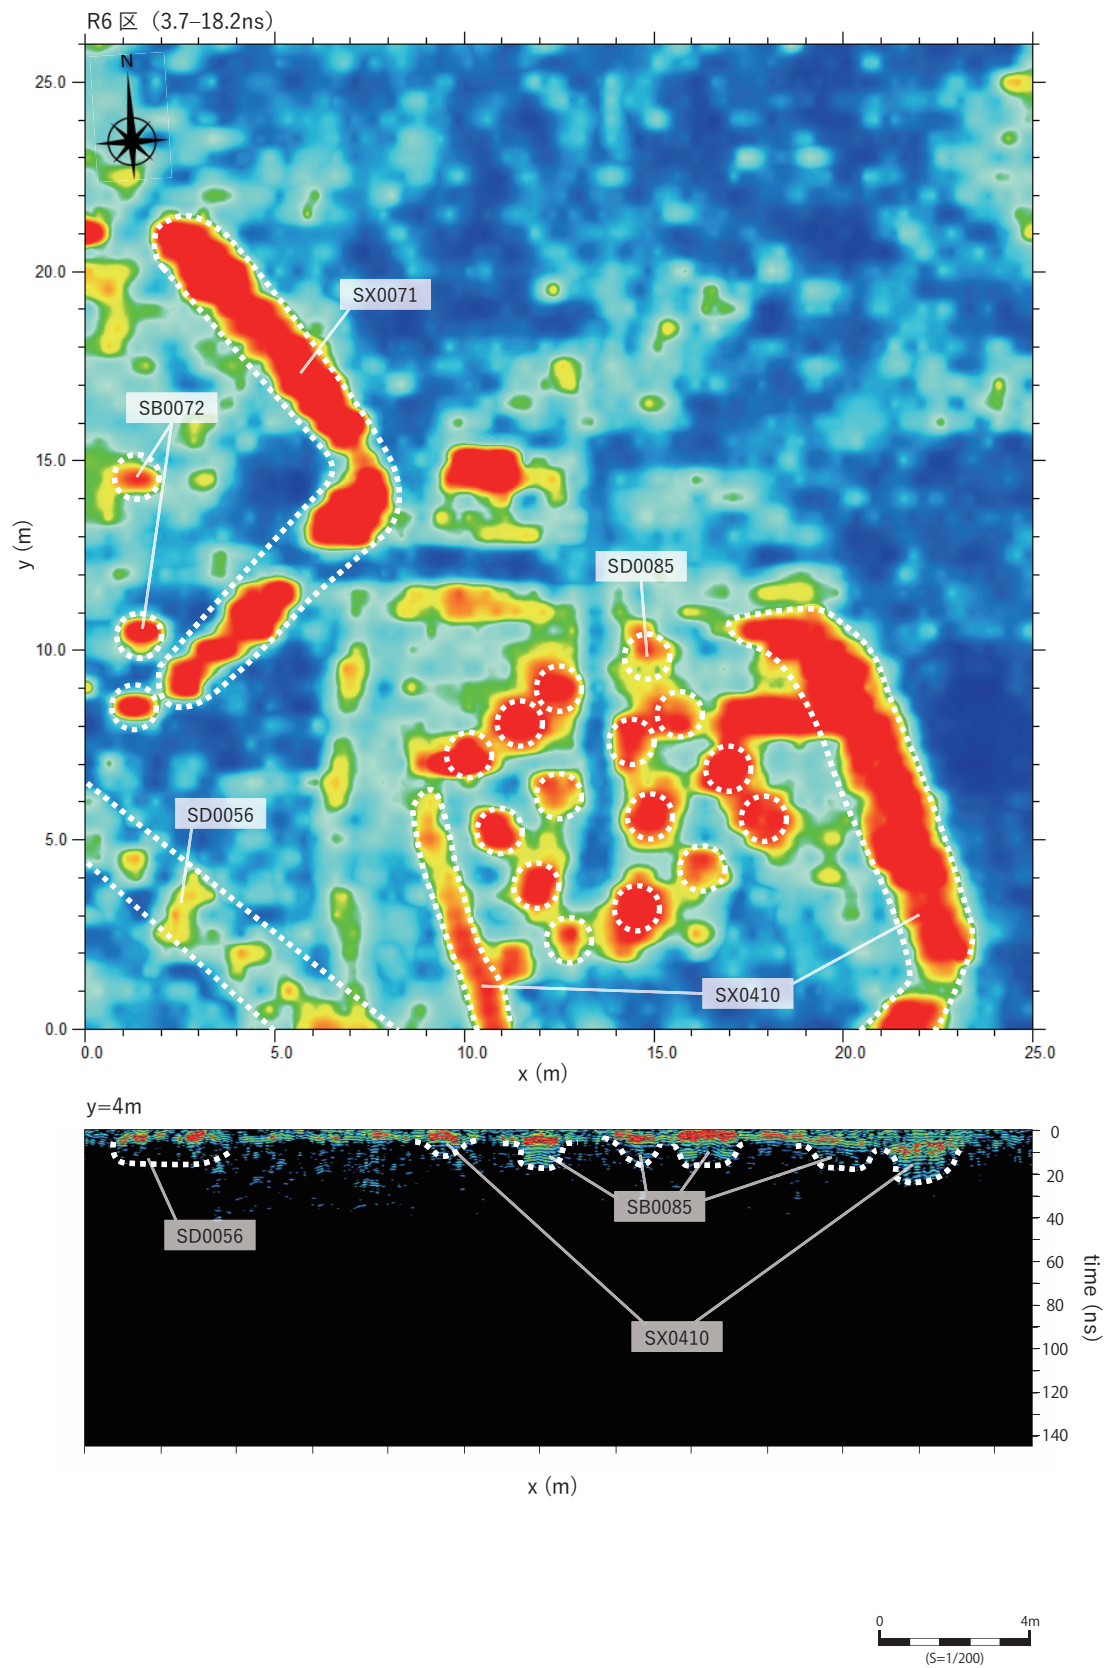 R6 区（3.7–18.2ns）
N
25.0
20.0
15.0
10.0
5.0
0.0
y (m)
SX0071
SB0072
SD0085
SD0056
SX0410
0.0
5.0
10.0
15.0
20.0
25.0
x (m)
y=4m
0
20
40
60
80
100
120
140
time (ns)
SD0056
SB0085
SX0410
x (m)
0
4m
(S=1/200)